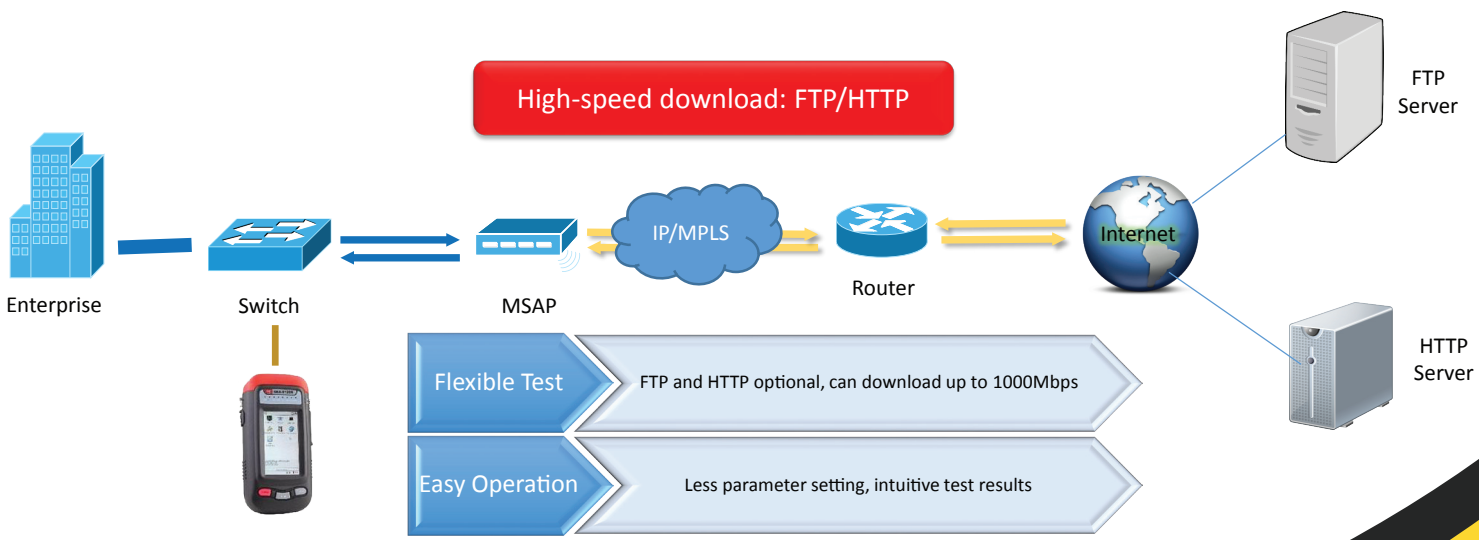 High-speed download: FTP/HTTP
FTP
Server
IP/MPLS
Internet
Router
Enterprise
Switch
MSAP
HTTP
Server
Flexible Test
FTP and HTTP optional, can download up to 1000Mbps
Easy Operation
Less parameter setting, intuitive test results